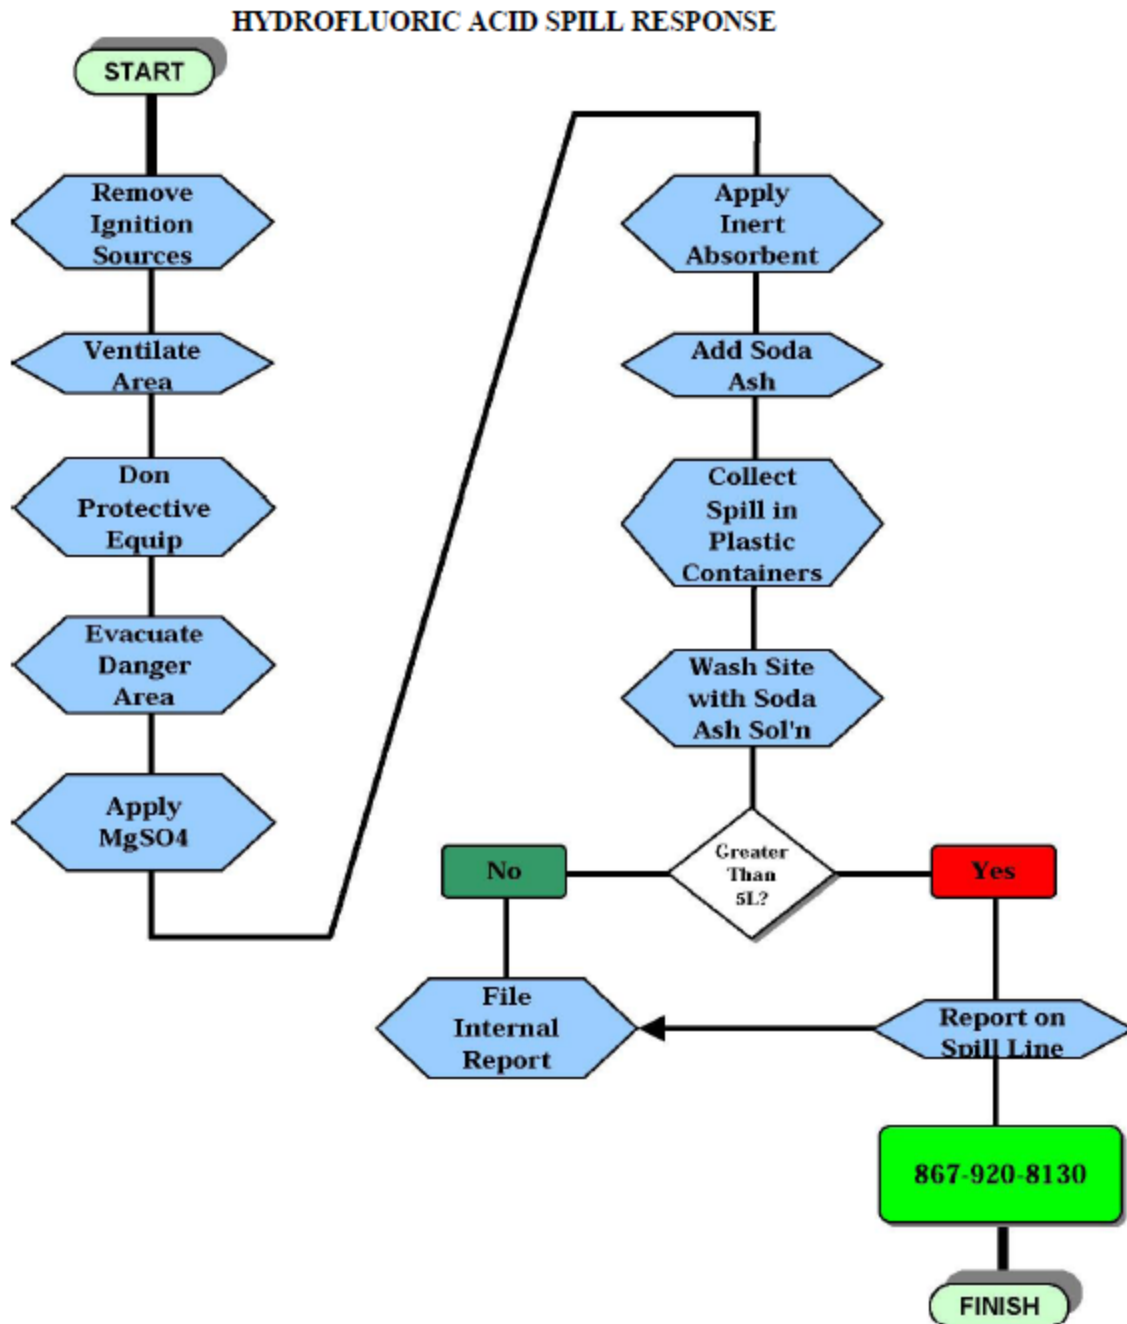 HYDROFLUORIC ACID SPILL RESPONSE
START
Remove
Ignition
Sources
Ventilate
Area
Don
Protective
Equip
Evacuate
Danger
Area
Apply
MgSO4
Apply
Inert
Absorbent
Add Soda
Ash
Collect
Spill in
Plastic
Containers
Wash Site
with Soda
Ash Sol'n
Greater
Than
5L?
No
Yes
File
Internal
Report
Report on
Spill Line
867-920-8130
FINISH